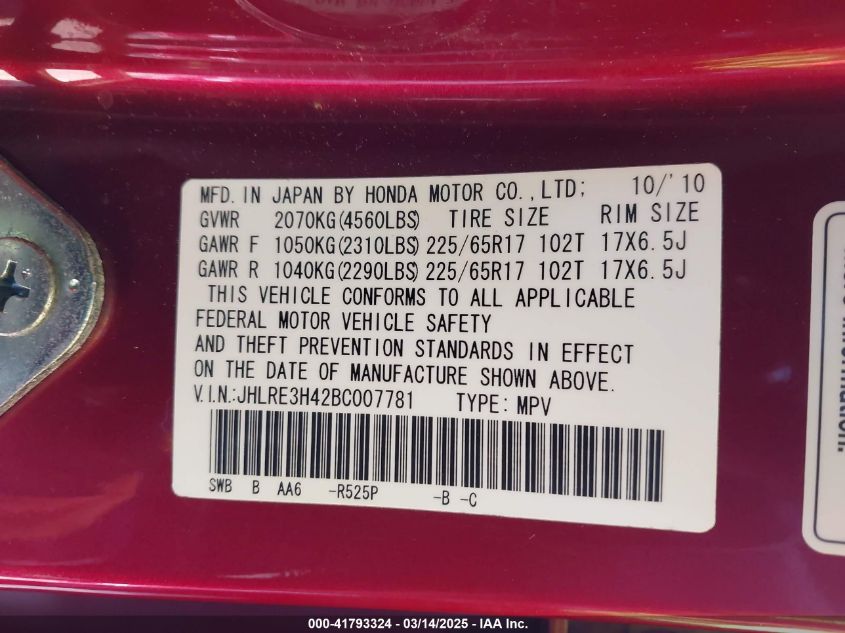 MFD. IN JAPAN BY HONDA MOTOR CO.,LTD; 10/'10
GVWR 2070KG(4560LBS) TIRE SIZE RIM SIZE
GAWR F 1050KG(2310LBS) 225/65R17 102T 17X6.5J
GAWR R 1040KG(2290LBS) 225/65R17 102T 17X6.5J
THIS VEHICLE CONFORMS TO ALL APPLICABLE
FEDERAL MOTOR VEHICLE SAFETY
AND THEFT PREVENTION STANDARDS IN EFFECT
ON THE DATE OF MANUFACTURE SHOWN ABOVE.
V.I.N.:JHLRE3H42BC007781 TYPE: MPV
SWB B AA6 -R525P -B -C
000-41793324 - 03/14/2025 - IAA Inc.